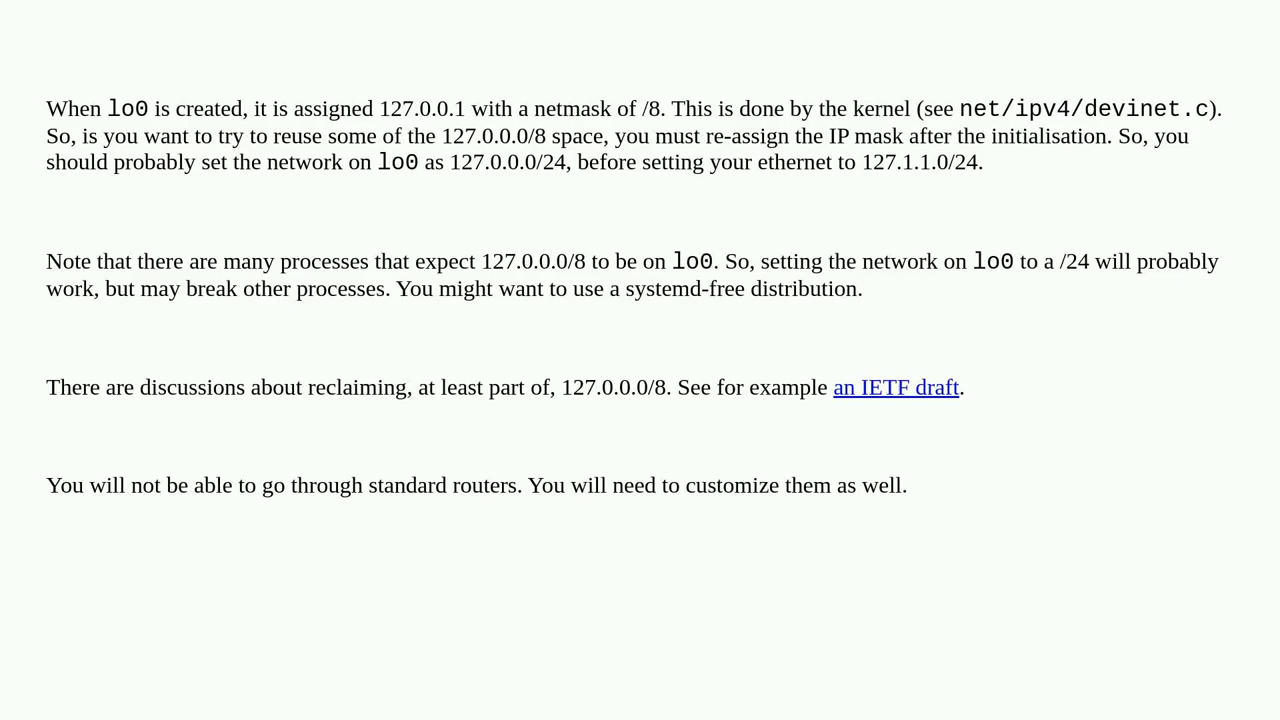 When lo0 is created, it is assigned 127.0.0.1 with a netmask of /8. This is done by the kernel (see net/ipv4/devinet.c).
So, is you want to try to reuse some of the 127.0.0.0/8 space, you must re-assign the IP mask after the initialisation. So, you
should probably set the network on lo0 as 127.0.0.0/24, before setting your ethernet to 127.1.1.0/24.
Note that there are many processes that expect 127.0.0.0/8 to be on lo0. So, setting the network on lo0 to a /24 will probably
work, but may break other processes. You might want to use a systemd-free distribution.
There are discussions about reclaiming, at least part of, 127.0.0.0/8. See for example an IETF draft.
You will not be able to go through standard routers. You will need to customize them as well.